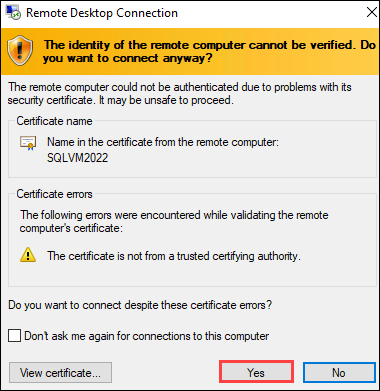 Remote Desktop Connection
The identity of the remote computer cannot be verified. Do
you want to connect anyway?
The remote computer could not be authenticated due to problems with its
security certificate. It may be unsafe to proceed.
Certificate name
Name in the certificate from the remote computer:
SQLVM2022
Certificate errors
The following errors were encountered while validating the remote
computer's certificate:
The certificate is not from a trusted certifying authority.
Do you want to connect despite these certificate errors?
Don't ask me again for connections to this computer
View certificate...
Yes
No